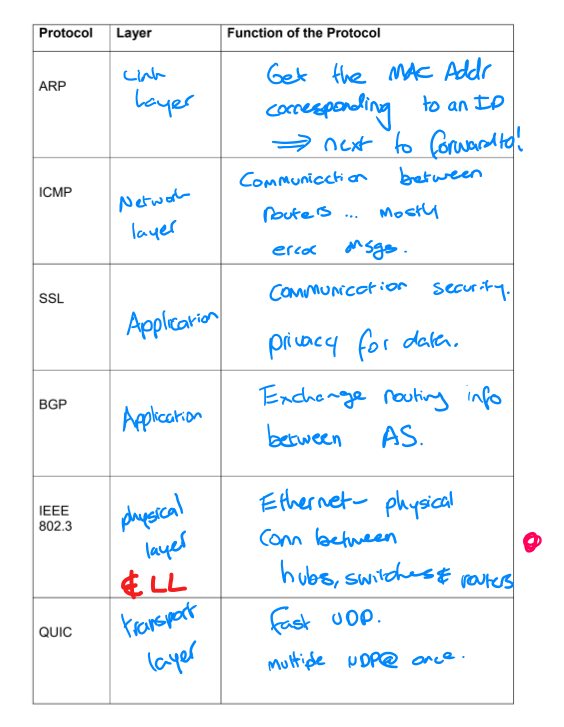 Protocol Layer Function of the Protocol
ARP
Link
layer
Get the MAC Addr
corresponding to an IP
⇒ next to forward to!
ICMP
Network
layer
Communication between
routers ... mostly
error msgs.
SSL
Application
Communication security.
privacy for data.
BGP
Application
Exchange routing info
between AS.
IEEE
802.3
physical
layer
& LL
Ethernet - physical
Conn between
hubs, switches & routers
QUIC
transport
layer
fast UDP.
multiple UDP@ once.